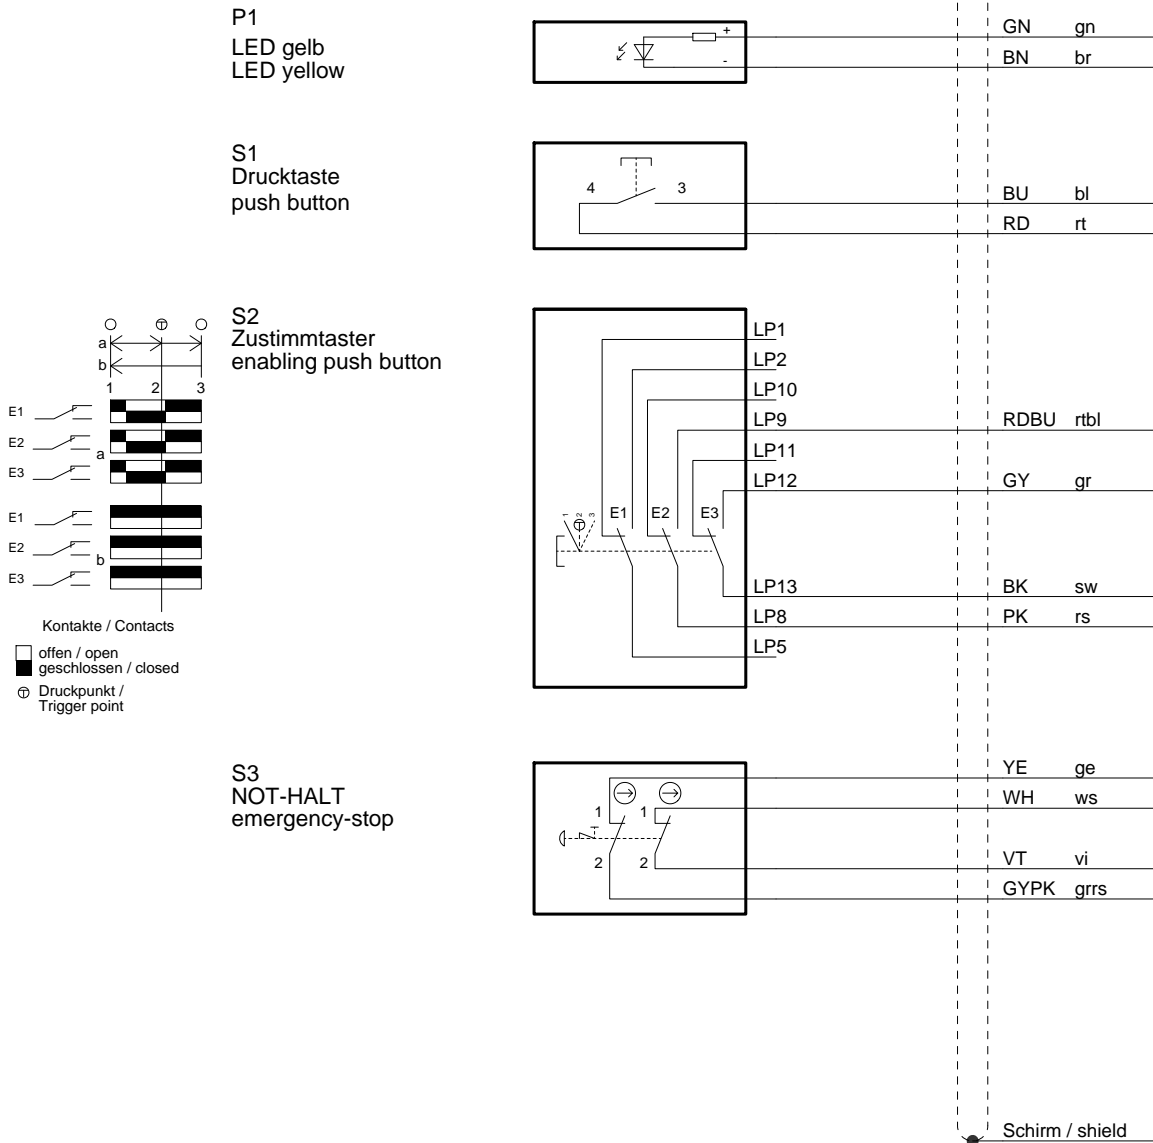 P1
LED gelb
LED yellow
+
-
GN gn
BN br
S1
Drucktaste
push button
4 3
BU bl
RD rt
S2
Zustimmtaster
enabling push button
a
b
1 2 3
E1
E2
a
E3
E1
E2
b
E3
Kontakte / Contacts
offen / open
geschlossen / closed
Druckpunkt /
Trigger point
LP1
LP2
LP10
LP9 RDBU rtbl
LP11
LP12 GY gr
1 2 3
E1 E2 E3
LP13 BK sw
LP8 PK rs
LP5
S3
NOT-HALT
emergency-stop
YE ge
WH ws
1 1
2 2
VT vi
GYPK grrs
Schirm / shield